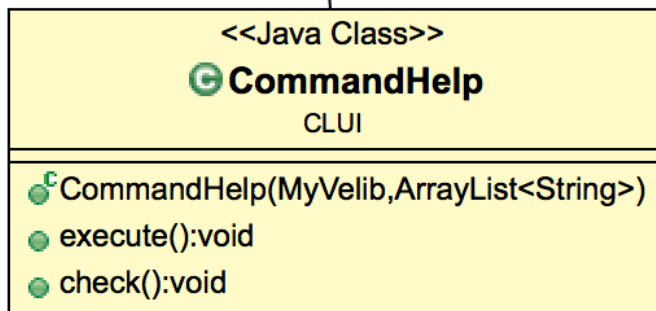 <<Java Class>>
CommandHelp
CLUI
CommandHelp(MyVelib,ArrayList<String>)
execute():void
check():void